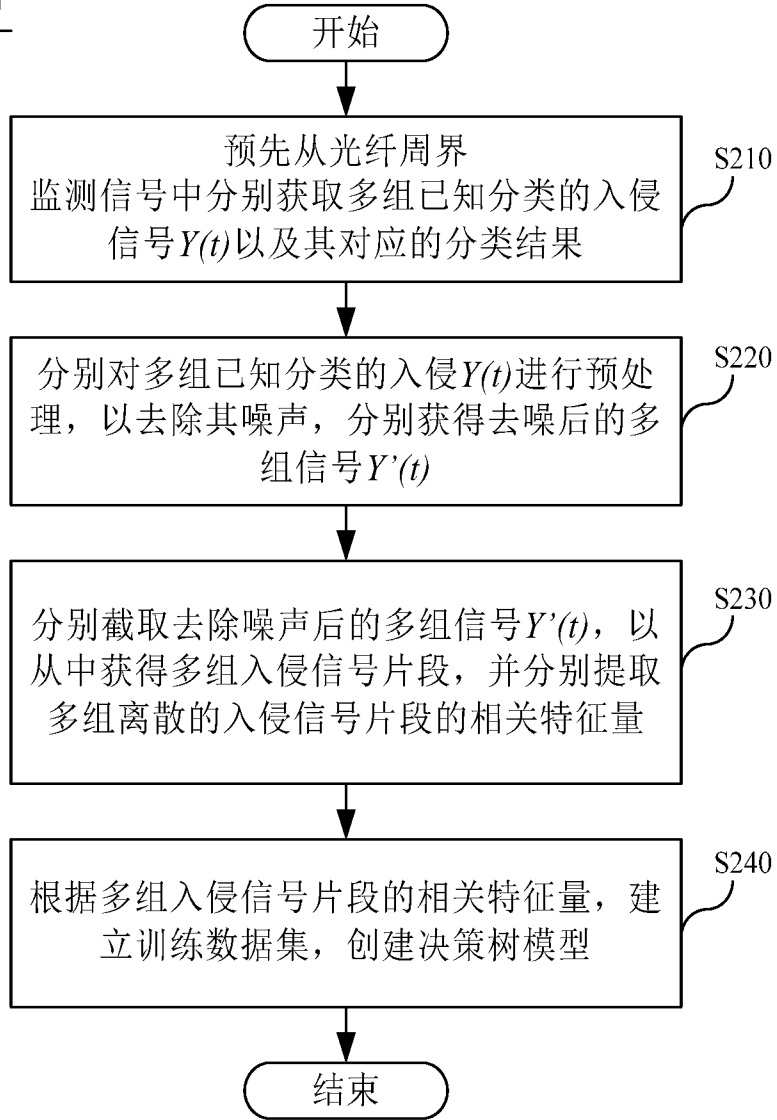 开始
预先从光纤周界
监测信号中分别获取多组已知分类的入侵
信号Y(t)以及其对应的分类结果
S210
分别对多组已知分类的入侵Y(t)进行预处
理，以去除其噪声，分别获得去噪后的多
组信号Y’(t)
S220
分别截取去除噪声后的多组信号Y’(t)，以
从中获得多组入侵信号片段，并分别提取
多组离散的入侵信号片段的相关特征量
S230
根据多组入侵信号片段的相关特征量，建
立训练数据集，创建决策树模型
S240
结束